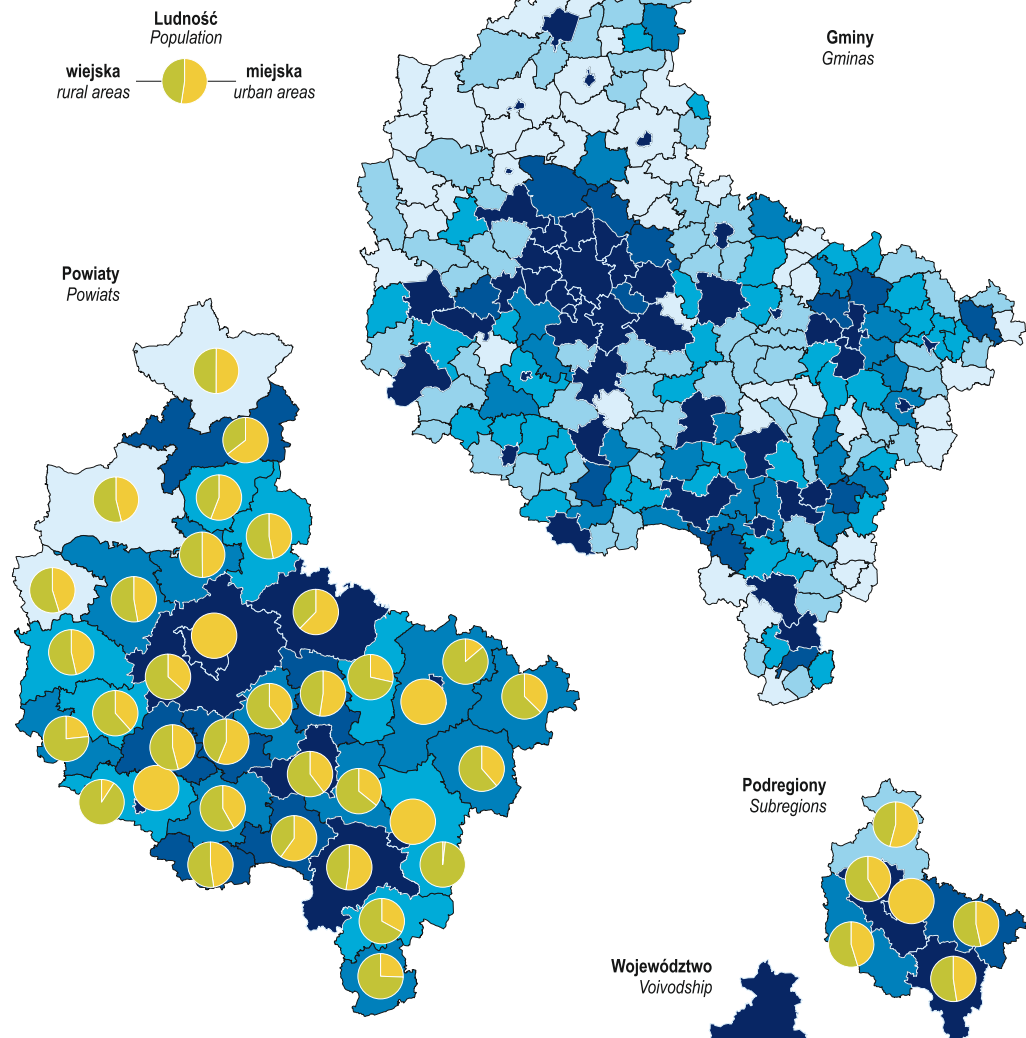 Ludność
Population
wiejska
rural areas
miejska
urban areas
Gminy
Gminas
Powiaty
Powiats
Podregiony
Subregions
Województwo
Voivodship